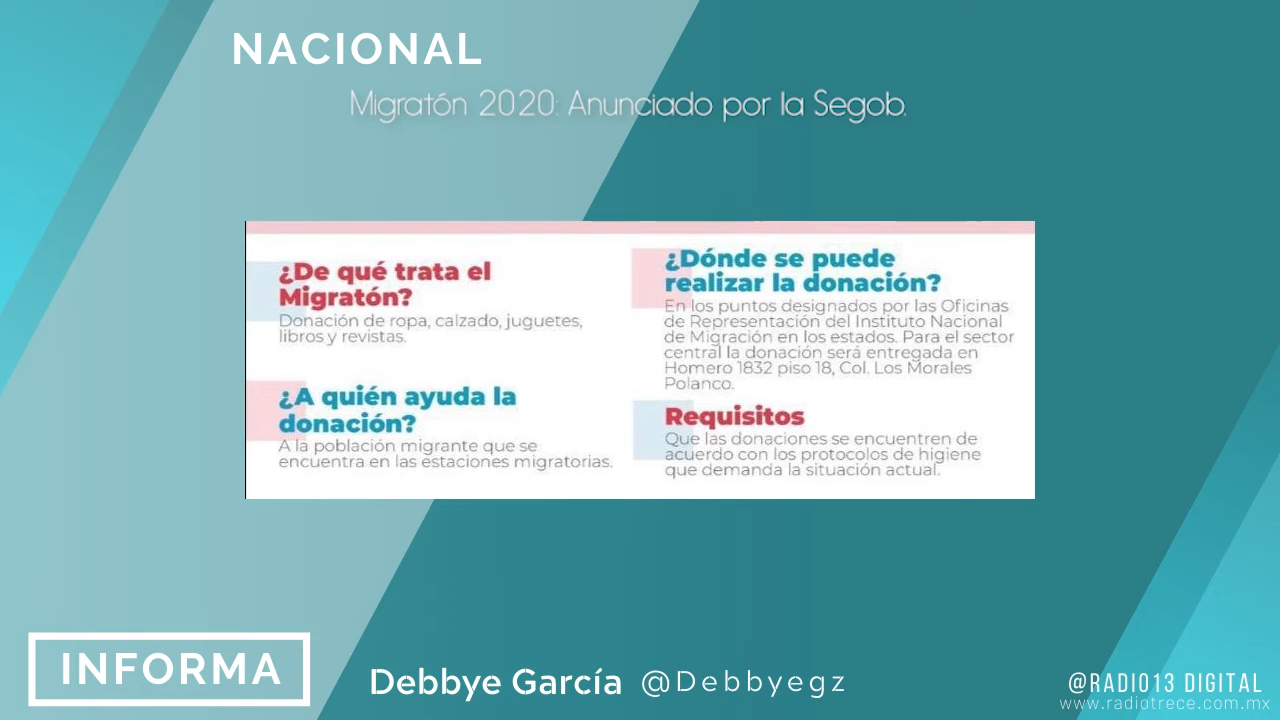 NACIONAL
Migratón 2020: Anunciado por la Segob.
¿De qué trata el
Migratón?
Donación de ropa, calzado, juguetes,
libros y revistas.
¿A quién ayuda la
donación?
A la población migrante que se
encuentra en las estaciones migratorias.
¿Dónde se puede
realizar la donación?
En los puntos designados por las Oficinas
de Representación del Instituto Nacional
de Migración en los estados. Para el sector
central la donación será entregada en
Homero 1832 piso 18, Col. Los Morales
Polanco.
Requisitos
Que las donaciones se encuentren de
acuerdo con los protocolos de higiene
que demanda la situación actual.
INFORMA
Debbye García @Debbyegz
@RADIO13 DIGITAL
www.radiotrece.com.mx